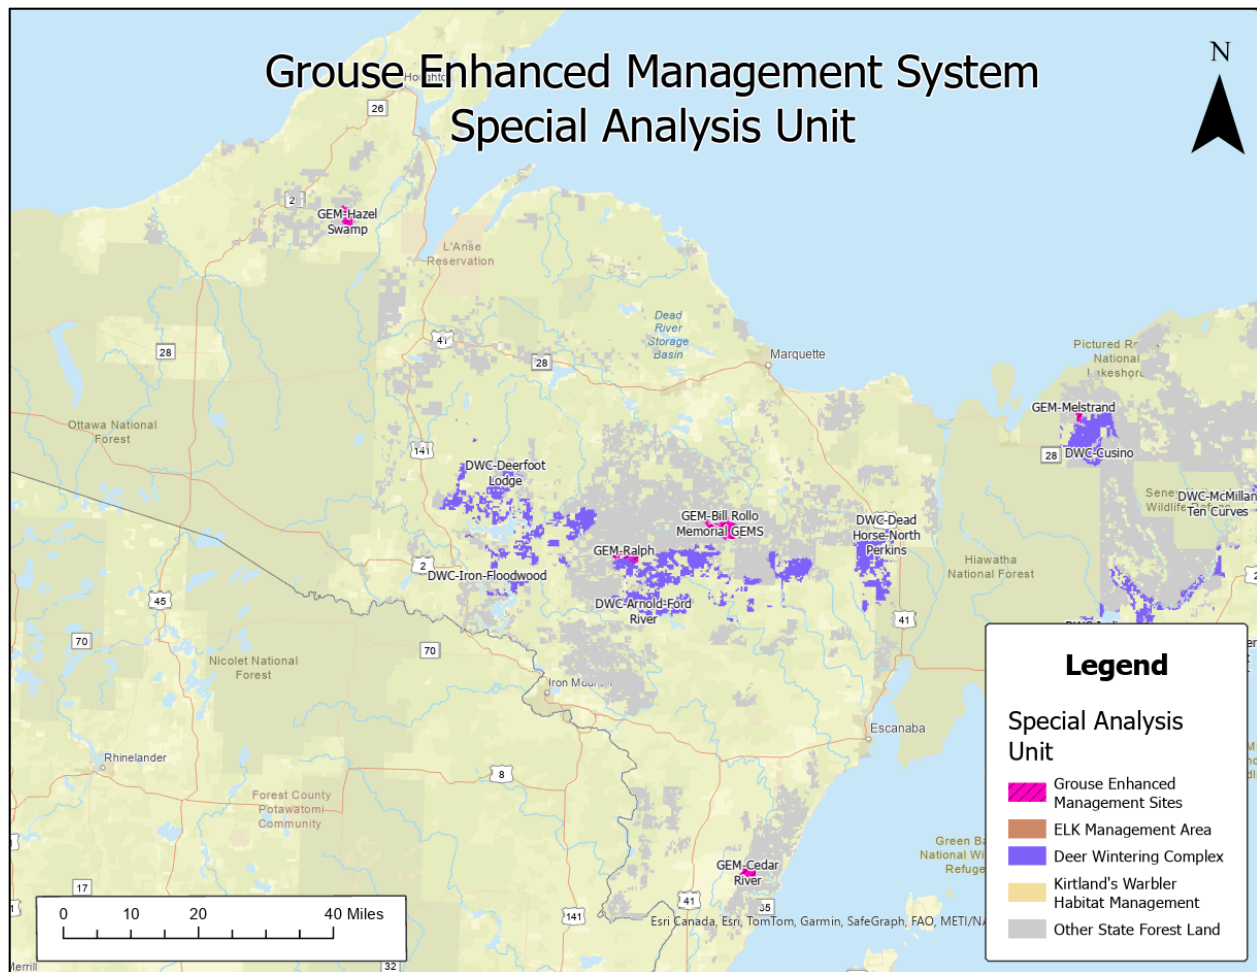 Grouse Enhanced Management System
Special Analysis Unit
N
Houghton
26
GEM-Hazel
Swamp
L'Anse
Reservation
Dead
River
Storage
Basin
41
28
28
Marquette
Ottawa National
Forest
141
DWC-Deerfoot
Lodge
GEM-Bill Rollo
Memorial GEMS
GEM-Ralph
DWC-Dead
Horse-North
Perkins
GEM-Melstrand
28
DWC-Cusino
DWC-McMillan
Ten Curves
Wildlife
2
DWC-Iron-Floodwood
DWC-Arnold-Ford
River
Hiawatha
National Forest
41
45
70
70
Nicolet National
Forest
Escanaba
Rhinelander
8
Forest County
Potawatomi
Community
GEM-Cedar
River
17
41
35
141
32
0 10 20 40 Miles
Esri Canada, Esri, TomTom, Garmin, SafeGraph, FAO, METI/NA
Legend
Special Analysis
Unit
Grouse Enhanced
Management Sites
ELK Management Area
Deer Wintering Complex
Kirtland's Warbler
Habitat Management
Other State Forest Land